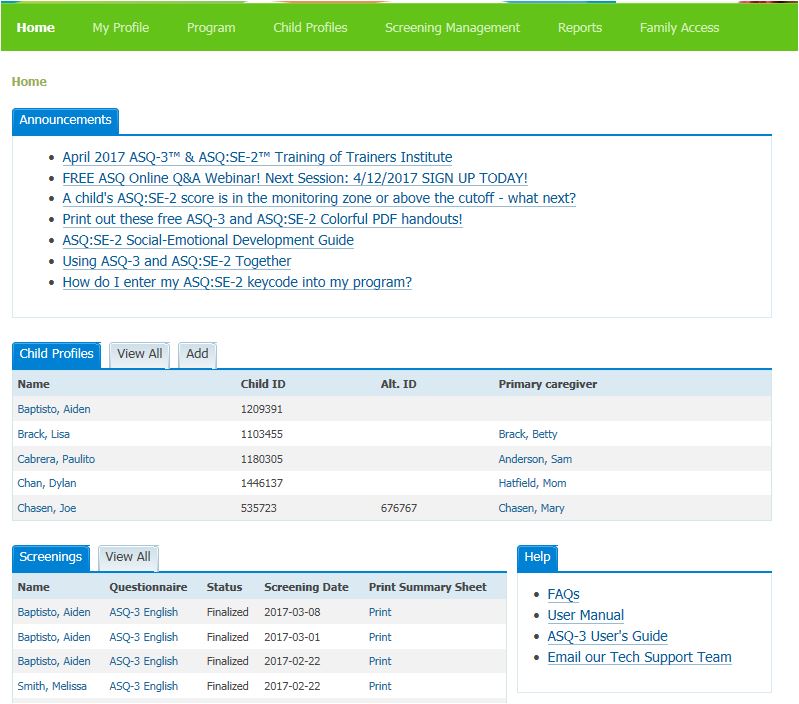 Home My Profile Program Child Profiles Screening Management Reports Family Access
Home
Announcements
April 2017 ASQ-3™ & ASQ:SE-2™ Training of Trainers Institute
FREE ASQ Online Q&A Webinar! Next Session: 4/12/2017 SIGN UP TODAY!
A child's ASQ:SE-2 score is in the monitoring zone or above the cutoff - what next?
Print out these free ASQ-3 and ASQ:SE-2 Colorful PDF handouts!
ASQ:SE-2 Social-Emotional Development Guide
Using ASQ-3 and ASQ:SE-2 Together
How do I enter my ASQ:SE-2 keycode into my program?
Child Profiles View All Add
Name Child ID Alt. ID Primary caregiver
Baptisto, Aiden 1209391
Brack, Lisa 1103455 Brack, Betty
Cabrera, Paulito 1180305 Anderson, Sam
Chan, Dylan 1446137 Hatfield, Mom
Chasen, Joe 535723 676767 Chasen, Mary
Screenings View All
Name Questionnaire Status Screening Date Print Summary Sheet
Baptisto, Aiden ASQ-3 English Finalized 2017-03-08 Print
Baptisto, Aiden ASQ-3 English Finalized 2017-03-01 Print
Baptisto, Aiden ASQ-3 English Finalized 2017-02-22 Print
Smith, Melissa ASQ-3 English Finalized 2017-02-22 Print
Help
FAQs
User Manual
ASQ-3 User's Guide
Email our Tech Support Team